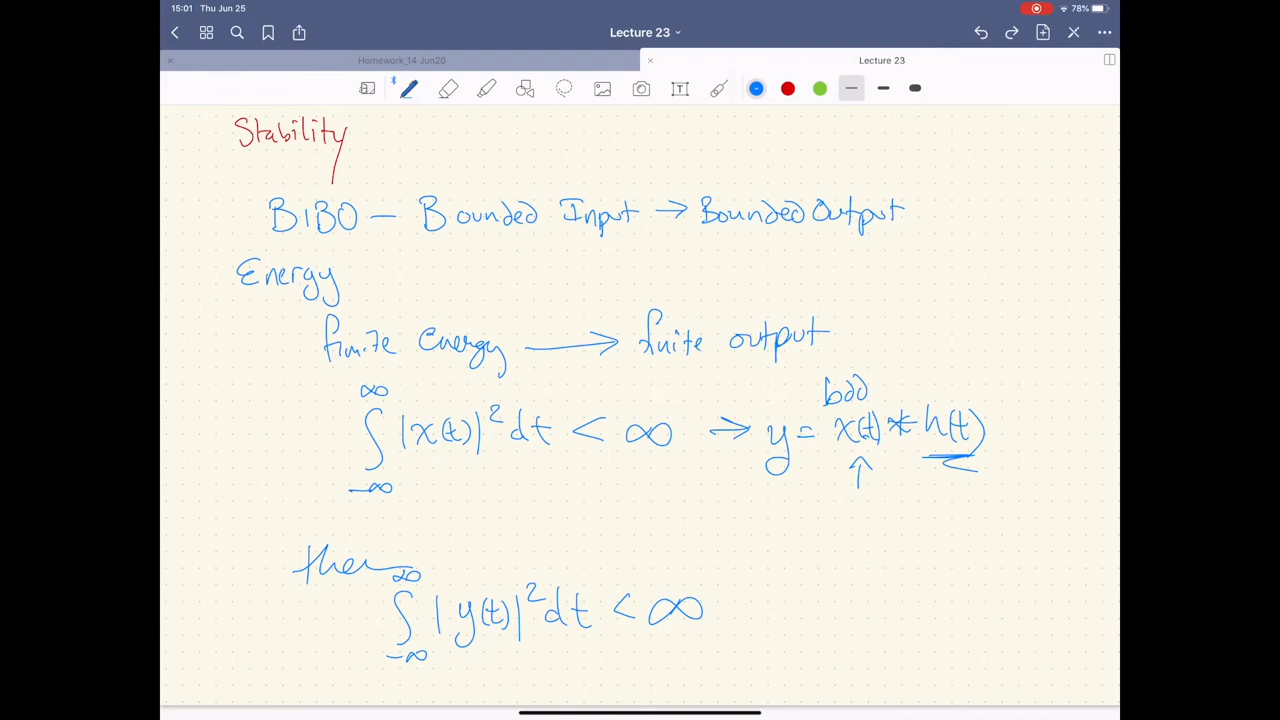 15:01 Thu Jun 25
78%
Lecture 23
Homework_14 Jun20
Lecture 23
T
Stability
BIBO — Bounded Input → Bounded Output
Energy
finite energy → finite output
bdd
∫_{-∞}^{∞} |x(t)|² dt < ∞ → y = x(t) * h(t)
then
∫_{-∞}^{∞} |y(t)|² dt < ∞